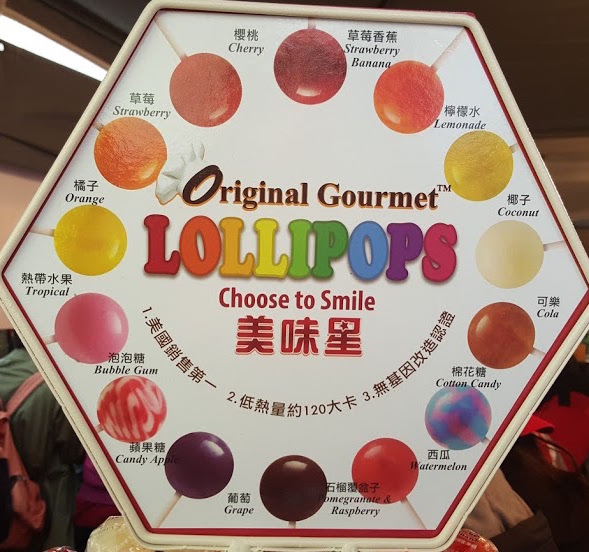 櫻桃
Cherry
草莓香蕉
Strawberry
Banana
草莓
Strawberry
檸檬水
Lemonade
橘子
Orange
椰子
Coconut
Original Gourmet™
LOLLIPOPS
Choose to Smile
美味星
熱帶水果
Tropical
可樂
Cola
1.美國銷售第一 2.低熱量約120大卡 3.無基因改造認證
泡泡糖
Bubble Gum
棉花糖
Cotton Candy
蘋果糖
Candy Apple
西瓜
Watermelon
葡萄
Grape
石榴覆盆子
Pomegranate &
Raspberry